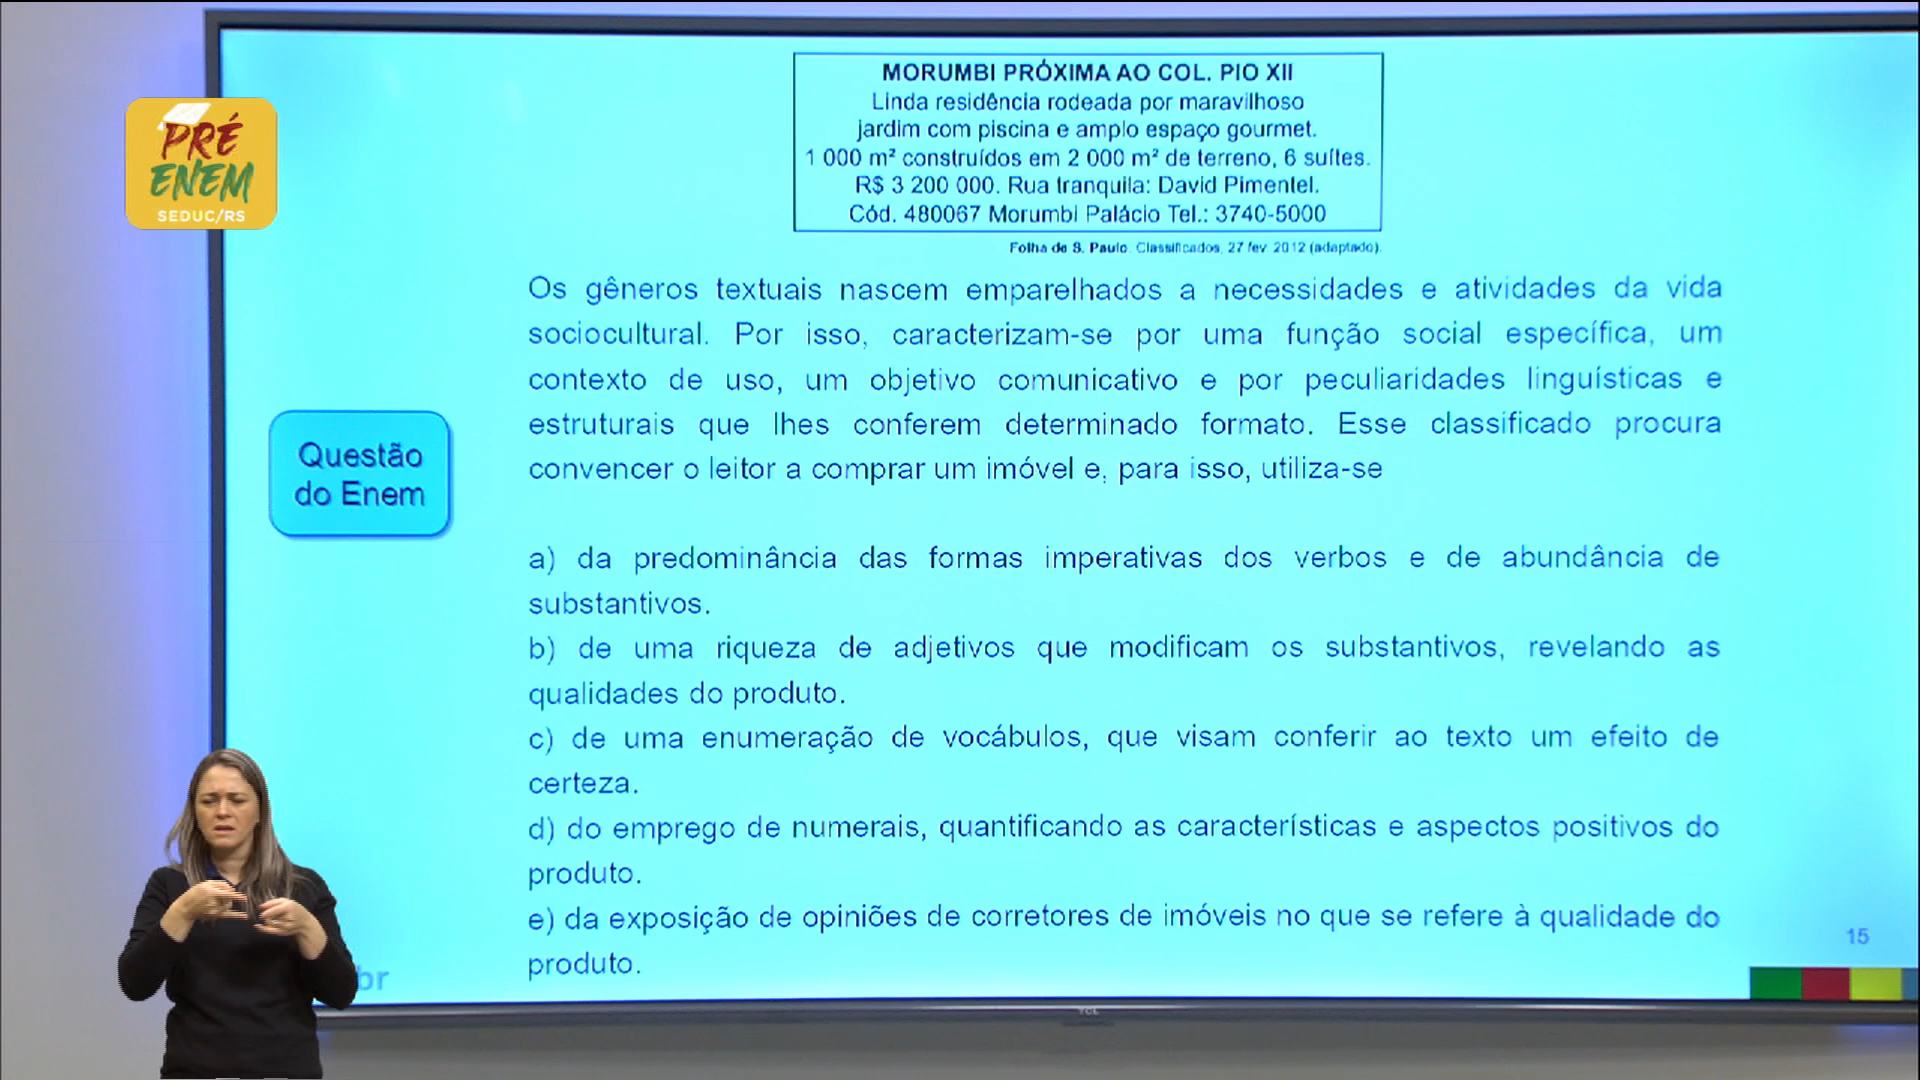 MORUMBI PRÓXIMA AO COL. PIO XII
Linda residência rodeada por maravilhoso
jardim com piscina e amplo espaço gourmet.
1 000 m² construídos em 2 000 m² de terreno, 6 suítes.
R$ 3 200 000. Rua tranquila: David Pimentel.
Cód. 480067 Morumbi Palácio Tel.: 3740-5000
Folha de S. Paulo. Classificados, 27 fev. 2012 (adaptado).
PRÉ
ENEM
SEDUC/RS
Os gêneros textuais nascem emparelhados a necessidades e atividades da vida
sociocultural. Por isso, caracterizam-se por uma função social específica, um
contexto de uso, um objetivo comunicativo e por peculiaridades linguísticas e
estruturais que lhes conferem determinado formato. Esse classificado procura
convencer o leitor a comprar um imóvel e, para isso, utiliza-se
Questão
do Enem
a) da predominância das formas imperativas dos verbos e de abundância de
substantivos.
b) de uma riqueza de adjetivos que modificam os substantivos, revelando as
qualidades do produto.
c) de uma enumeração de vocábulos, que visam conferir ao texto um efeito de
certeza.
d) do emprego de numerais, quantificando as características e aspectos positivos do
produto.
e) da exposição de opiniões de corretores de imóveis no que se refere à qualidade do
produto.
15
br
TCL